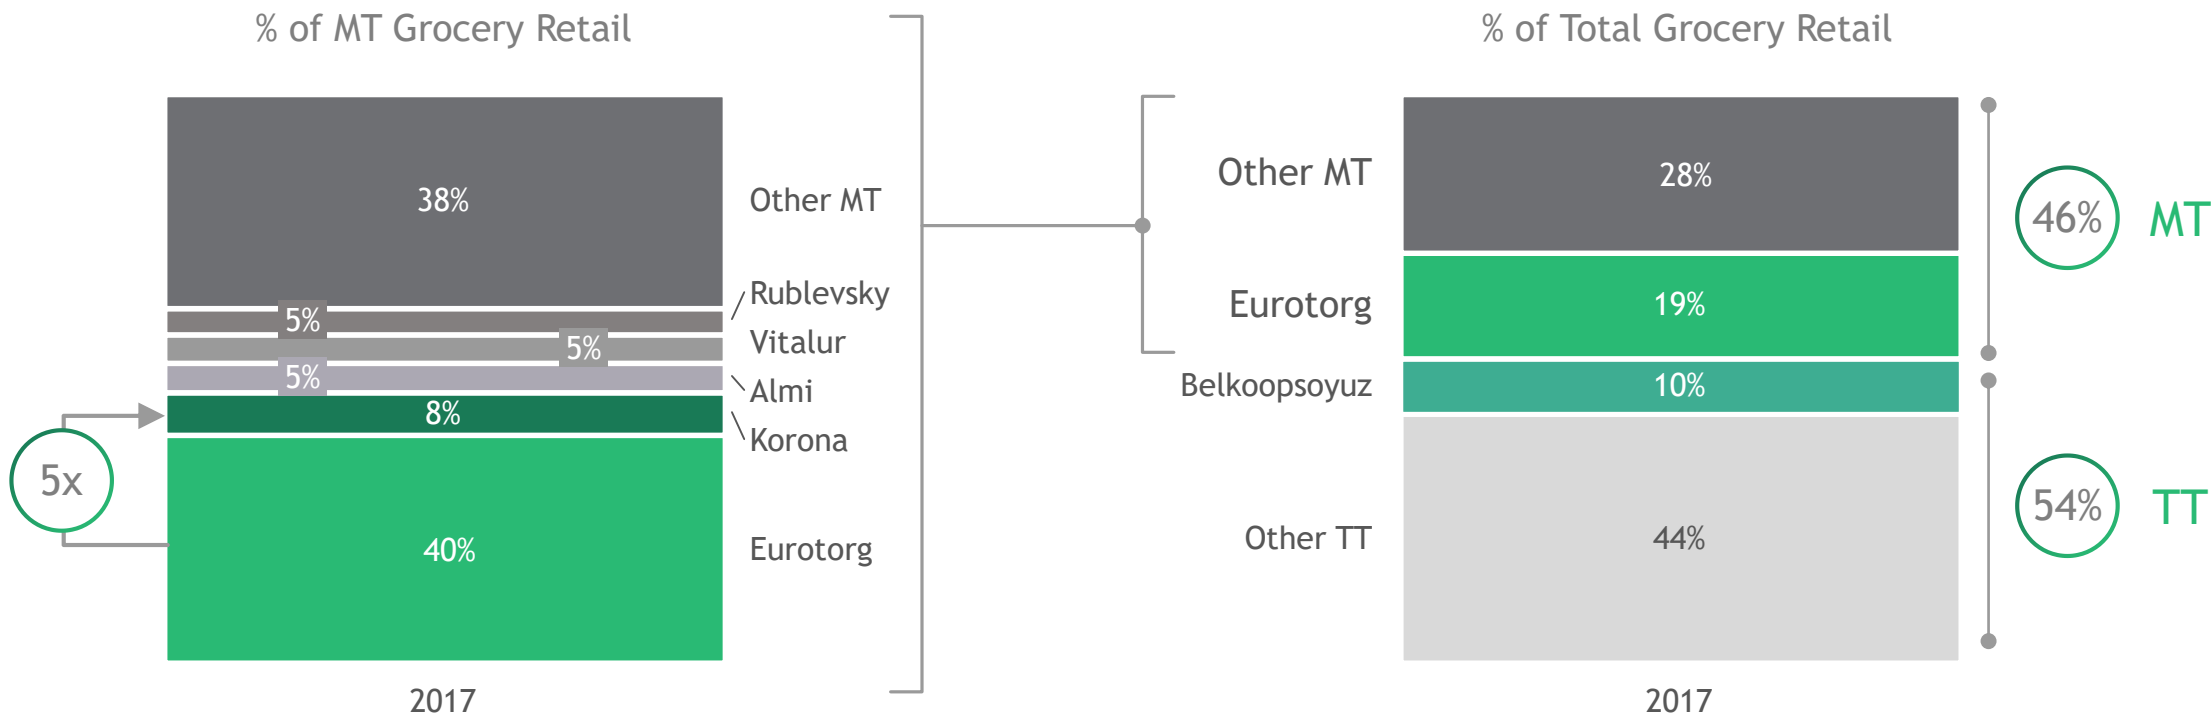 % of MT Grocery Retail
38%
Other MT
5%
Rublevsky
5%
Vitalur
5%
Almi
8%
Korona
5x
40%
Eurotorg
2017
% of Total Grocery Retail
Other MT
28%
46% MT
Eurotorg
19%
Belkoopsoyuz
10%
Other TT
44%
54% TT
2017